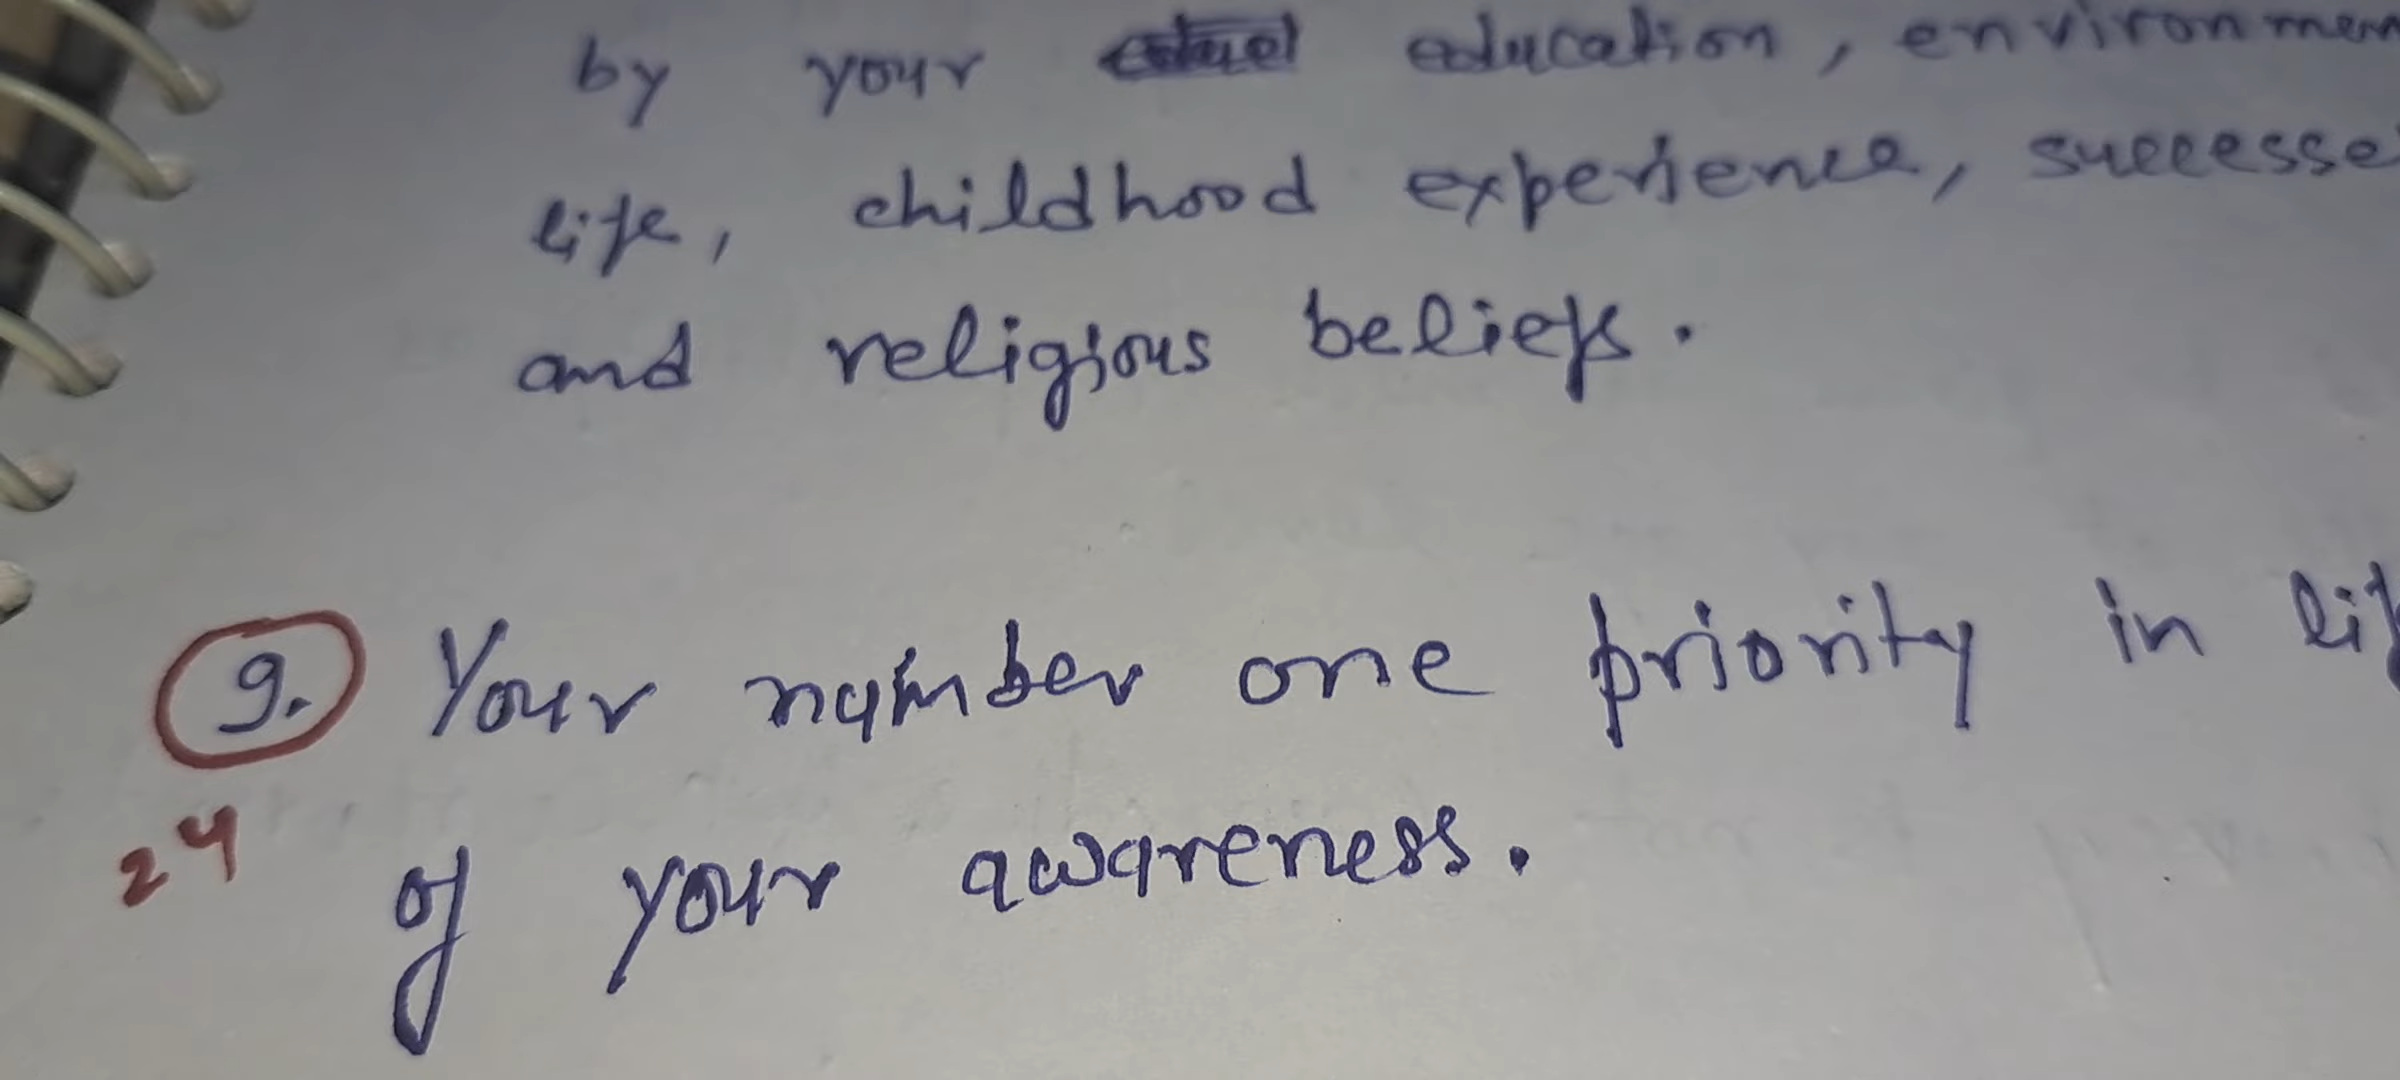 by your education, environmen
life, childhood experience, successe
and religious beliefs.
9. Your number one priority in lif
24
of your awareness.